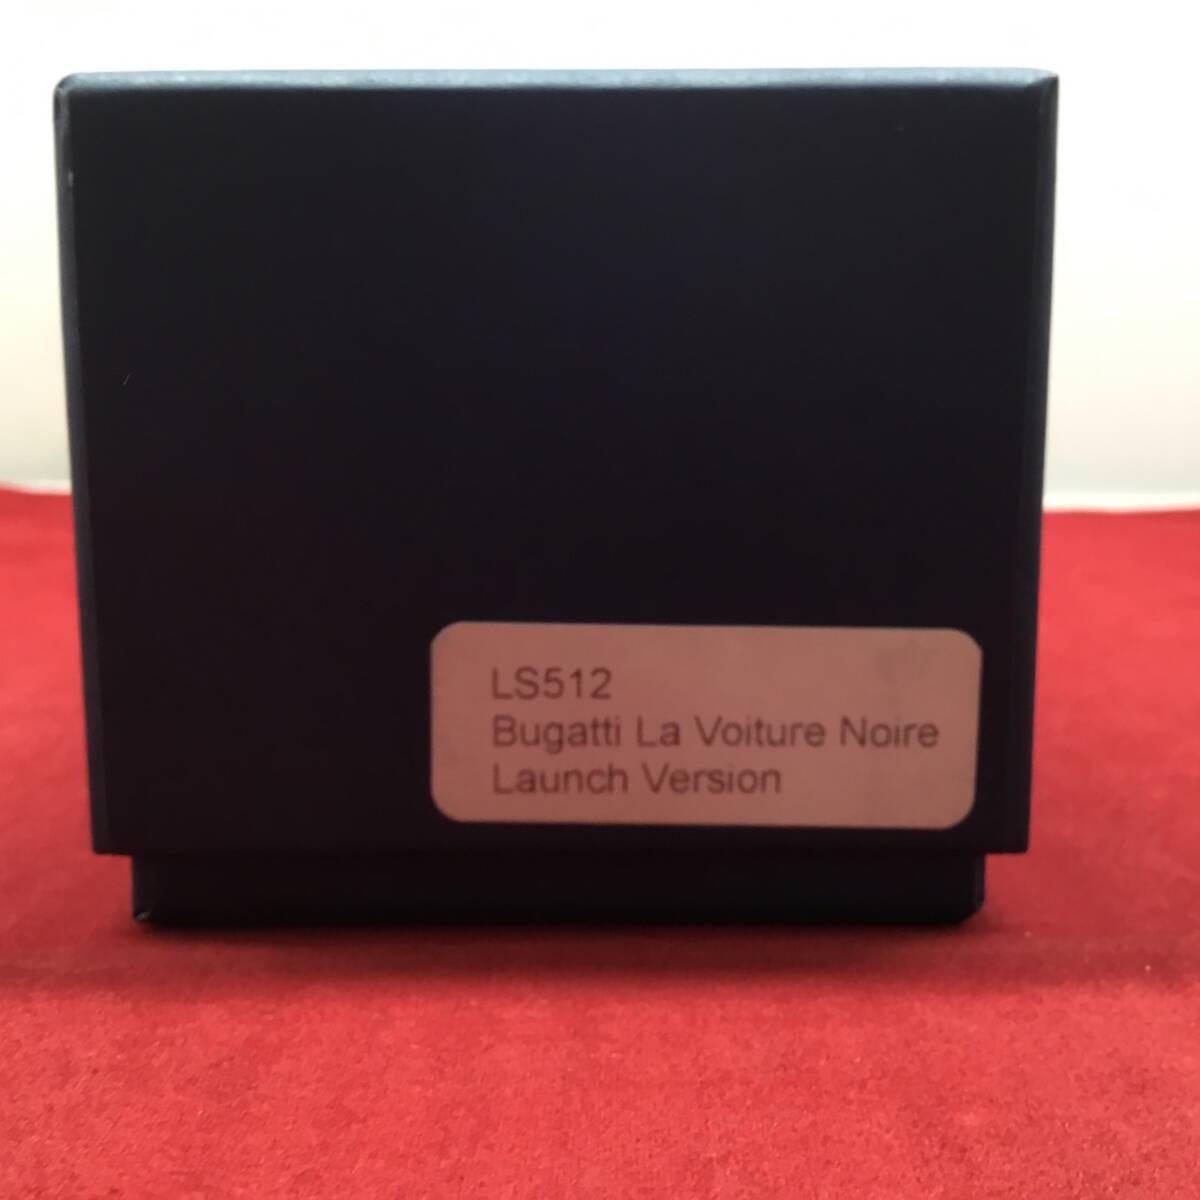 LS512
Bugatti La Voiture Noire
Launch Version